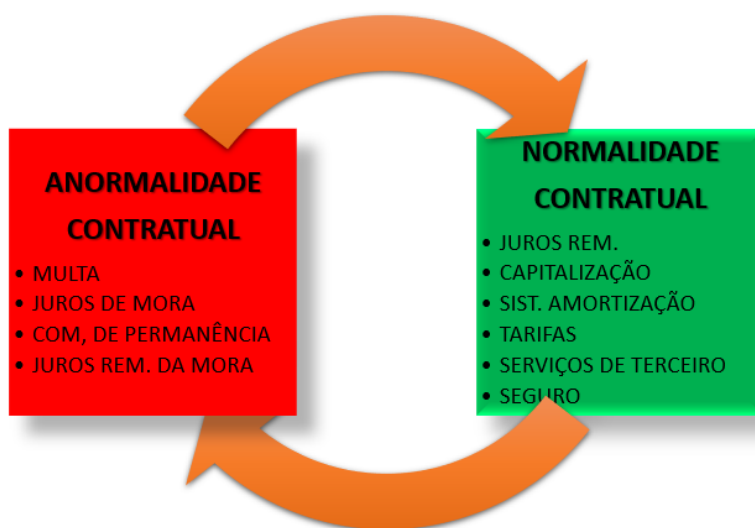 ANORMALIDADE
CONTRATUAL
• MULTA
• JUROS DE MORA
• COM, DE PERMANÊNCIA
• JUROS REM. DA MORA
NORMALIDADE
CONTRATUAL
• JUROS REM.
• CAPITALIZAÇÃO
• SIST. AMORTIZAÇÃO
• TARIFAS
• SERVIÇOS DE TERCEIRO
• SEGURO